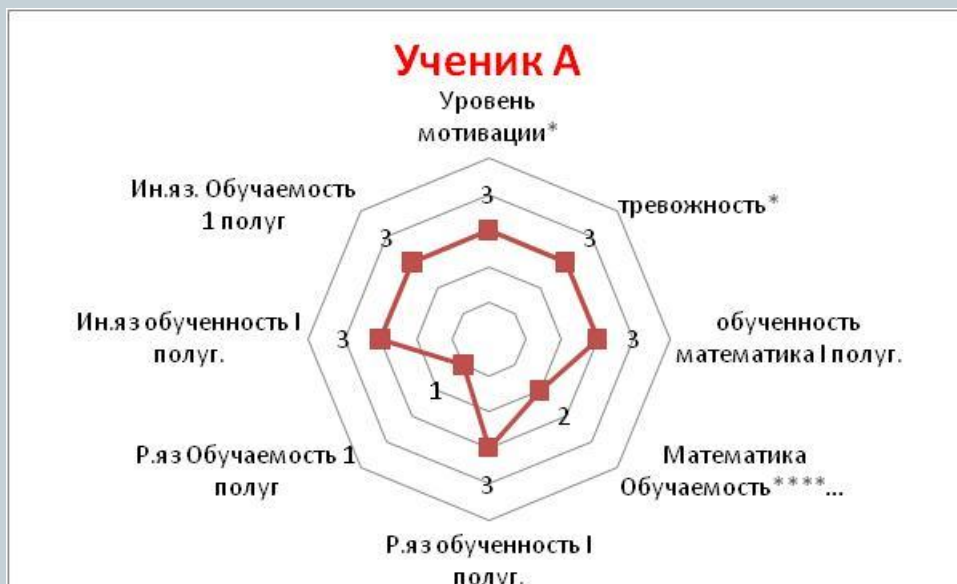 Ученик А
Уровень
мотивации*
3
тревожность*
3
обученность
математика I полуг.
3
Математика
Обучаемость****...
2
Р.яз обученность I
полуг.
3
Р.яз Обучаемость 1
полуг
1
Ин.яз обученность I
полуг.
3
Ин.яз. Обучаемость
1 полуг
3